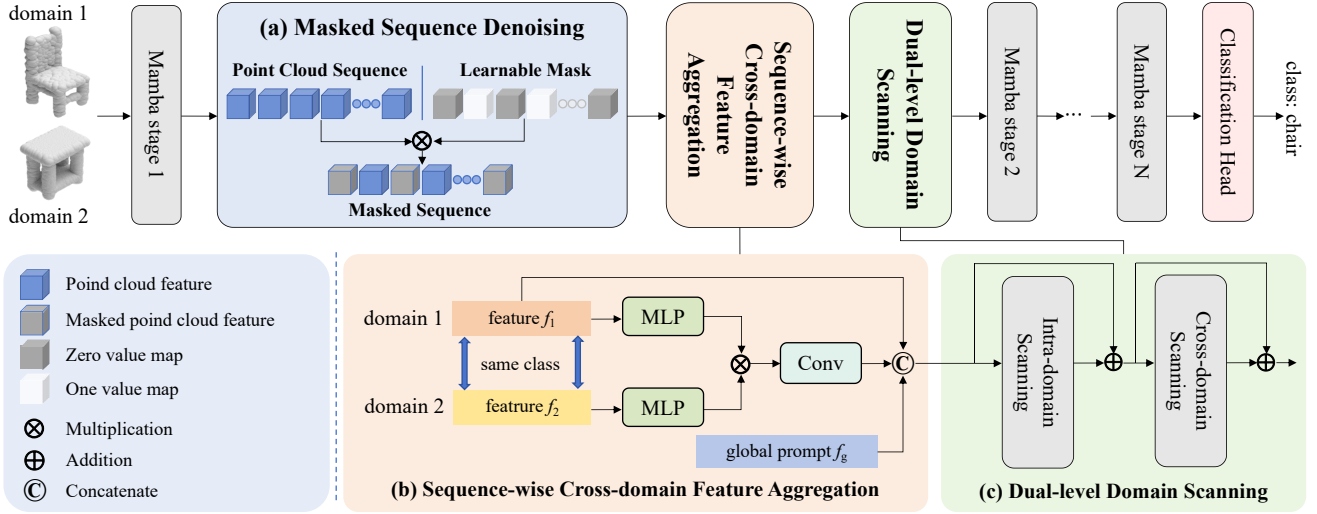 domain 1
domain 2
Mamba stage 1
(a) Masked Sequence Denoising
Point Cloud Sequence
Learnable Mask
Masked Sequence
Sequence-wise
Cross-domain
Feature
Aggregation
Dual-level Domain
Scanning
Mamba stage 2
...
Mamba stage N
Classification Head
class: chair
Poind cloud feature
Masked poind cloud feature
Zero value map
One value map
Multiplication
Addition
C Concatenate
domain 1
feature f1
MLP
same class
Conv
C
domain 2
featrure f2
MLP
global prompt fg
(b) Sequence-wise Cross-domain Feature Aggregation
Intra-domain
Scanning
Cross-domain
Scanning
(c) Dual-level Domain Scanning